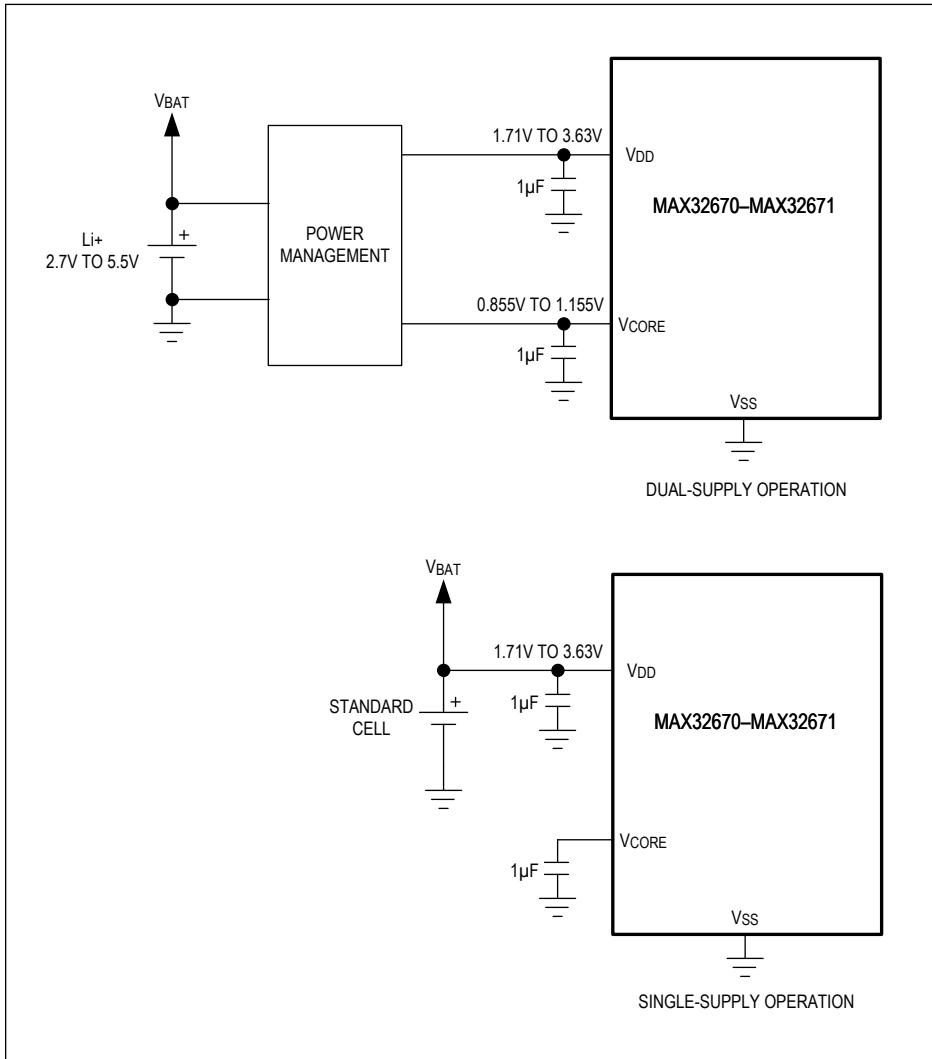 VBAT
Li+
2.7V TO 5.5V
+
POWER
MANAGEMENT
1.71V TO 3.63V
1µF
0.855V TO 1.155V
1µF
VDD
MAX32670–MAX32671
VCORE
VSS
DUAL-SUPPLY OPERATION
VBAT
STANDARD
CELL
+
1.71V TO 3.63V
1µF
1µF
VDD
MAX32670–MAX32671
VCORE
VSS
SINGLE-SUPPLY OPERATION